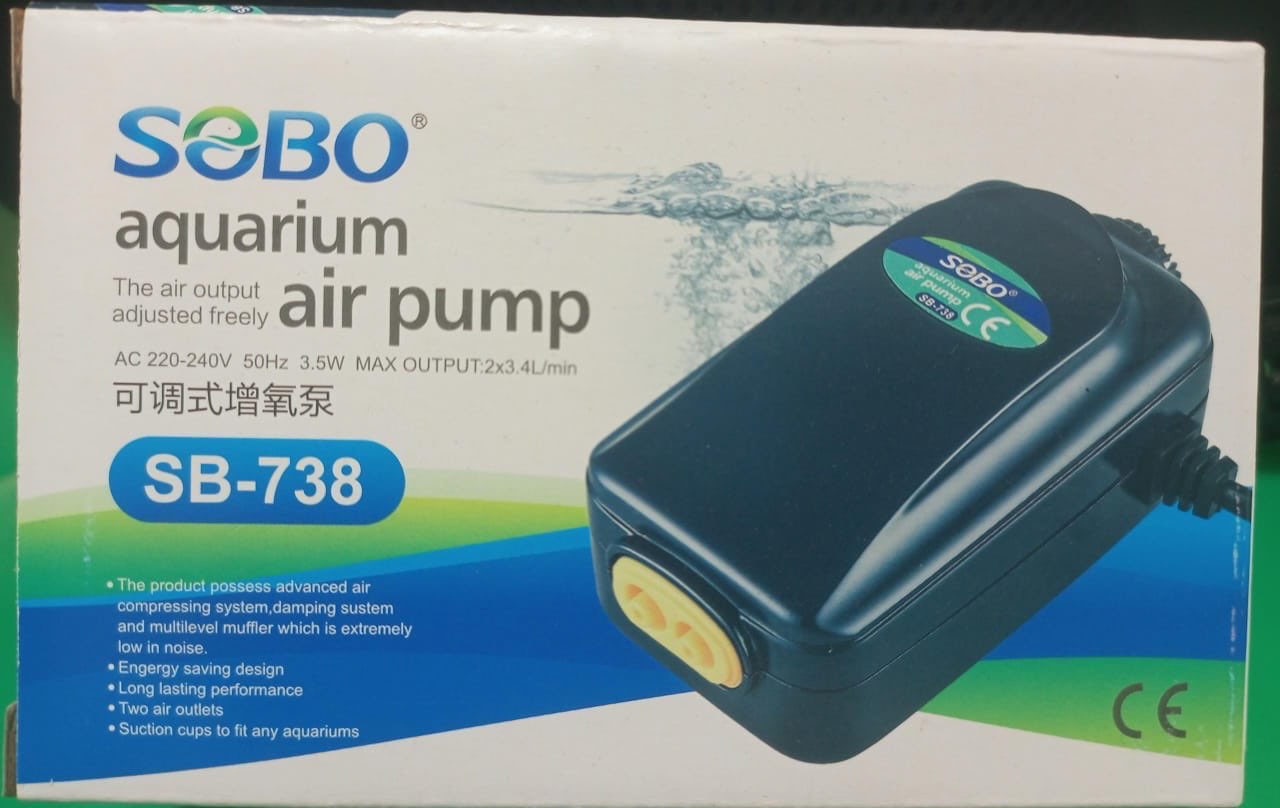 SOBO®
aquarium
The air output
adjusted freely
air pump
AC 220-240V 50Hz 3.5W MAX OUTPUT:2x3.4L/min
可调式增氧泵
SB-738
• The product possess advanced air
compressing system,damping sustem
and multilevel muffler which is extremely
low in noise.
• Engergy saving design
• Long lasting performance
• Two air outlets
• Suction cups to fit any aquariums
SOBO®
aquarium
air pump
SB-738
CE
CE